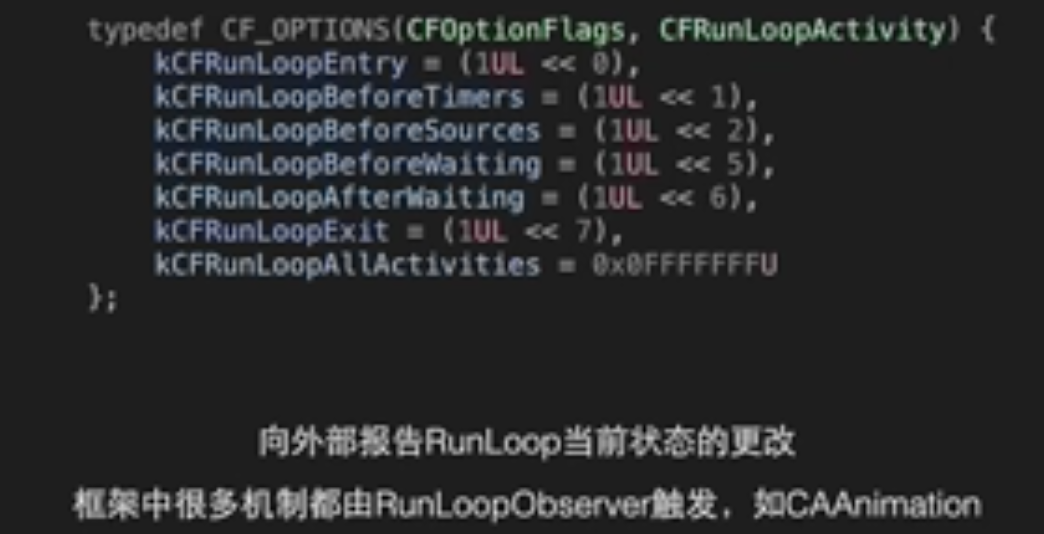 typedef CF_OPTIONS(CFOptionFlags, CFRunLoopActivity) {
kCFRunLoopEntry = (1UL << 0),
kCFRunLoopBeforeTimers = (1UL << 1),
kCFRunLoopBeforeSources = (1UL << 2),
kCFRunLoopBeforeWaiting = (1UL << 5),
kCFRunLoopAfterWaiting = (1UL << 6),
kCFRunLoopExit = (1UL << 7),
kCFRunLoopAllActivities = 0x0FFFFFFFU
};
向外部报告RunLoop当前状态的更改
框架中很多机制都由RunLoopObserver触发，如CAAnimation